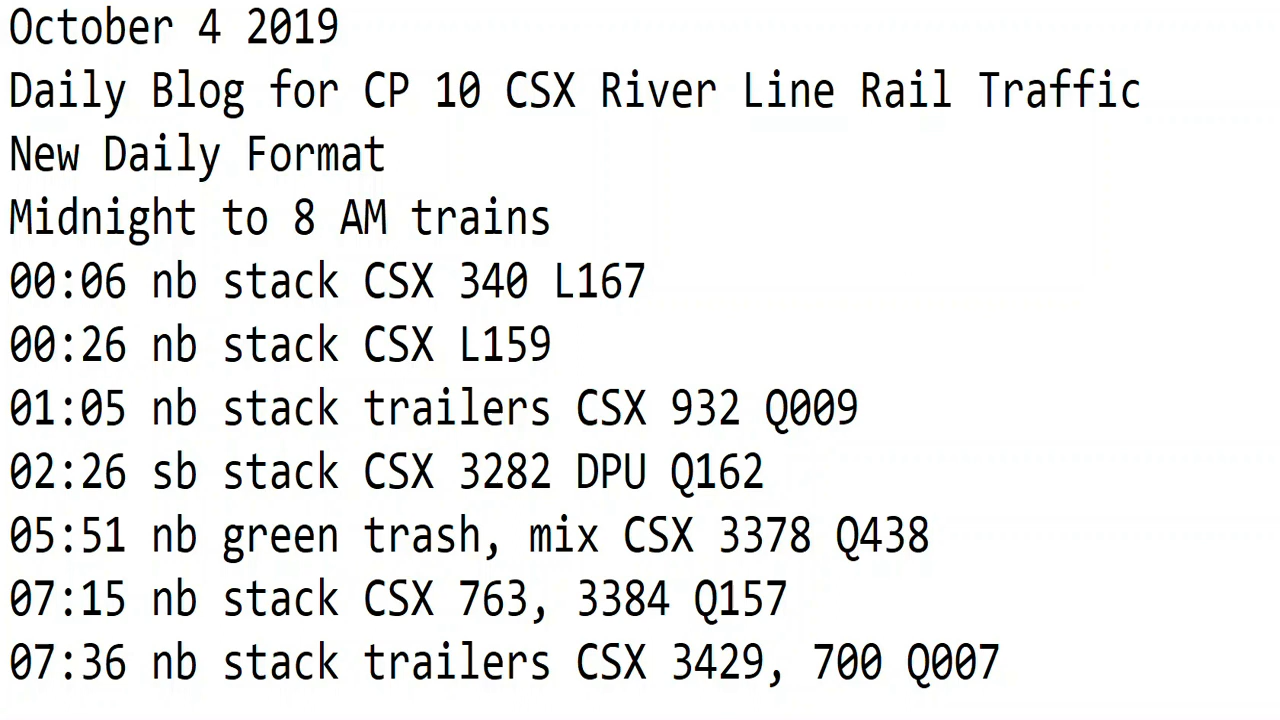 October 4 2019
Daily Blog for CP 10 CSX River Line Rail Traffic
New Daily Format
Midnight to 8 AM trains
00:06 nb stack CSX 340 L167
00:26 nb stack CSX L159
01:05 nb stack trailers CSX 932 Q009
02:26 sb stack CSX 3282 DPU Q162
05:51 nb green trash, mix CSX 3378 Q438
07:15 nb stack CSX 763, 3384 Q157
07:36 nb stack trailers CSX 3429, 700 Q007